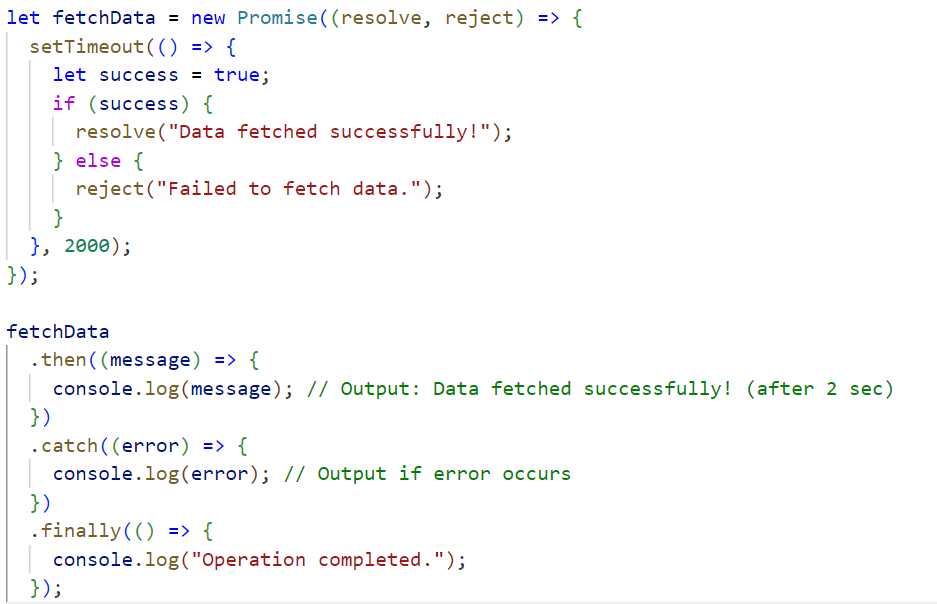 let fetchData = new Promise((resolve, reject) => {
  setTimeout(() => {
    let success = true;
    if (success) {
      resolve("Data fetched successfully!");
    } else {
      reject("Failed to fetch data.");
    }
  }, 2000);
});

fetchData
  .then((message) => {
    console.log(message); // Output: Data fetched successfully! (after 2 sec)
  })
  .catch((error) => {
    console.log(error); // Output if error occurs
  })
  .finally(() => {
    console.log("Operation completed.");
  });